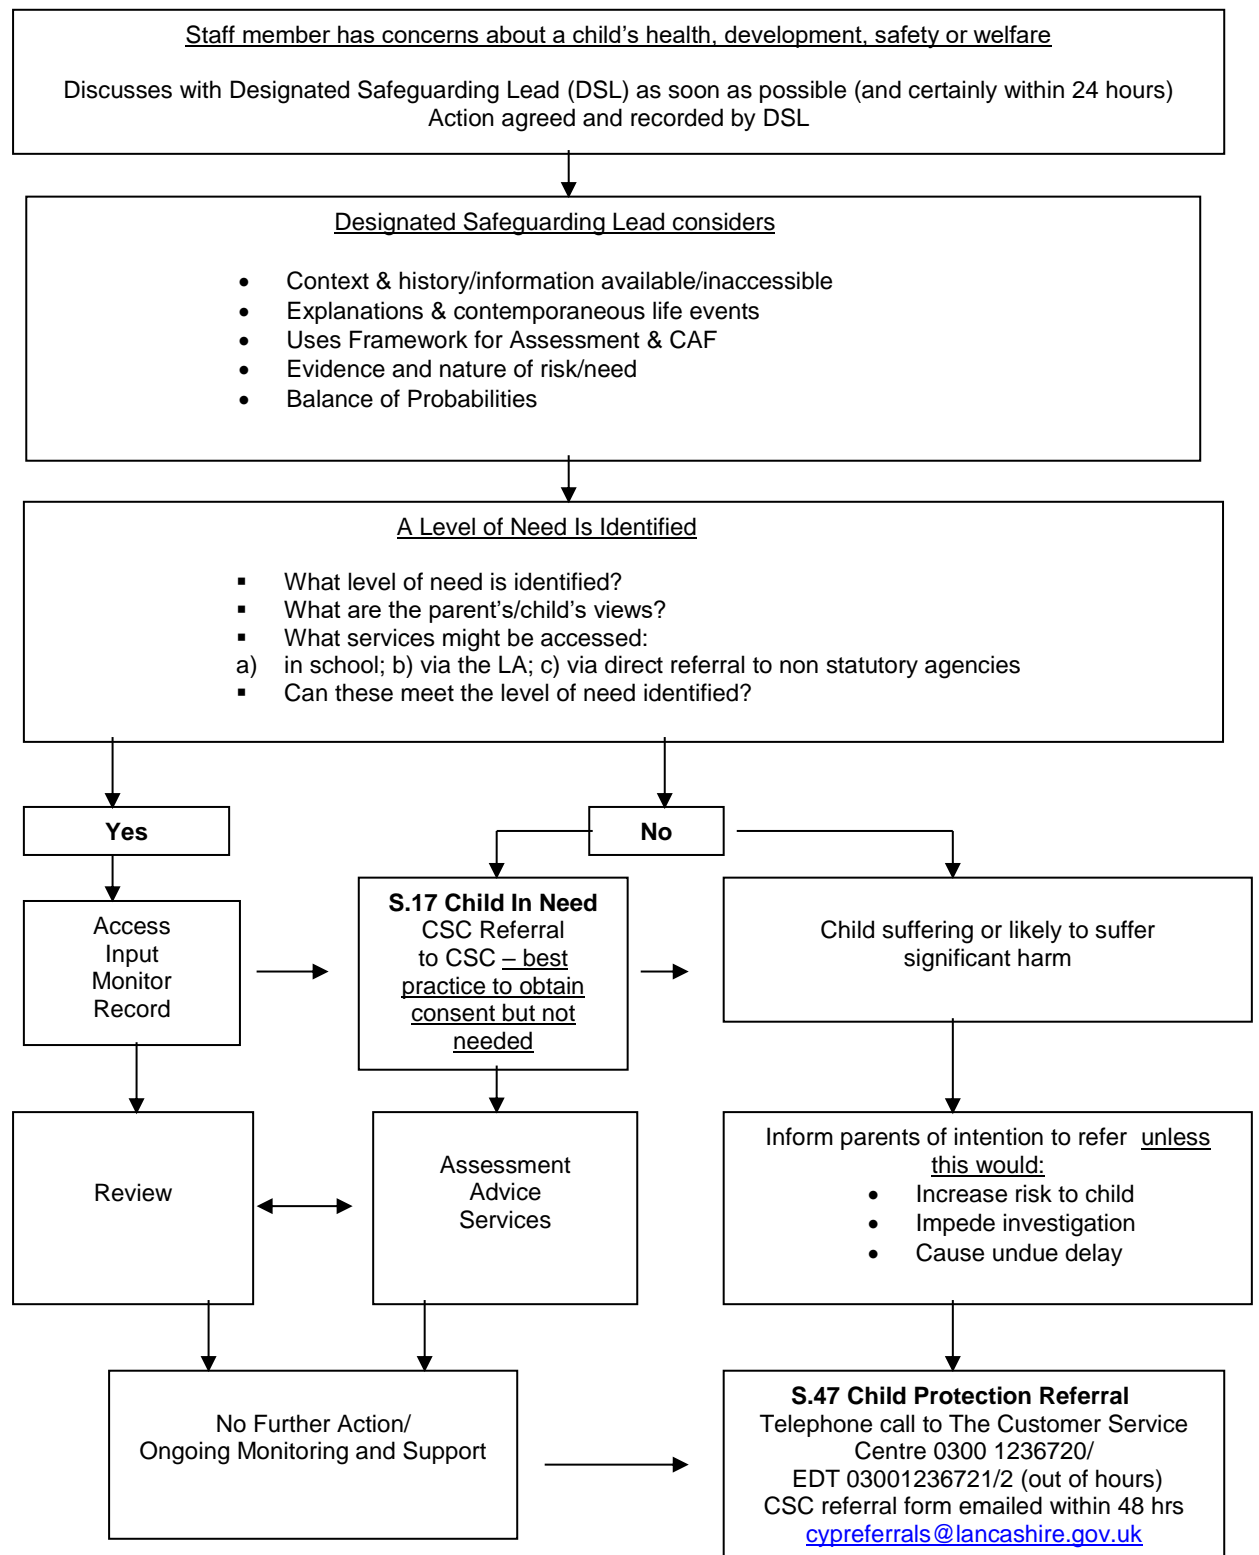 Staff member has concerns about a child's health, development, safety or welfare
Discusses with Designated Safeguarding Lead (DSL) as soon as possible (and certainly within 24 hours)
Action agreed and recorded by DSL
Designated Safeguarding Lead considers
• Context & history/information available/inaccessible
• Explanations & contemporaneous life events
• Uses Framework for Assessment & CAF
• Evidence and nature of risk/need
• Balance of Probabilities
A Level of Need Is Identified
▪ What level of need is identified?
▪ What are the parent's/child's views?
▪ What services might be accessed:
a) in school; b) via the LA; c) via direct referral to non statutory agencies
▪ Can these meet the level of need identified?
Yes
No
Access
Input
Monitor
Record
S.17 Child In Need
CSC Referral
to CSC – best
practice to obtain
consent but not
needed
Child suffering or likely to suffer
significant harm
Review
Assessment
Advice
Services
Inform parents of intention to refer unless
this would:
• Increase risk to child
• Impede investigation
• Cause undue delay
No Further Action/
Ongoing Monitoring and Support
S.47 Child Protection Referral
Telephone call to The Customer Service
Centre 0300 1236720/
EDT 03001236721/2 (out of hours)
CSC referral form emailed within 48 hrs
cypreferrals@lancashire.gov.uk